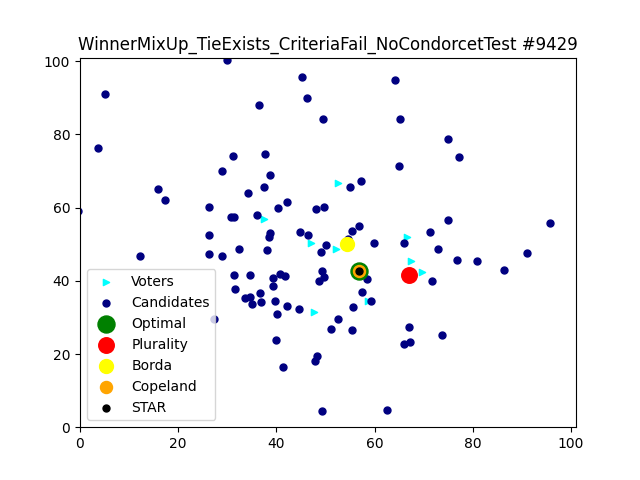 WinnerMixUp_TieExists_CriteriaFail_NoCondorcetTest #9429
100
80
60
40
20
0
Voters
Candidates
Optimal
Plurality
Borda
Copeland
STAR
0 20 40 60 80 100